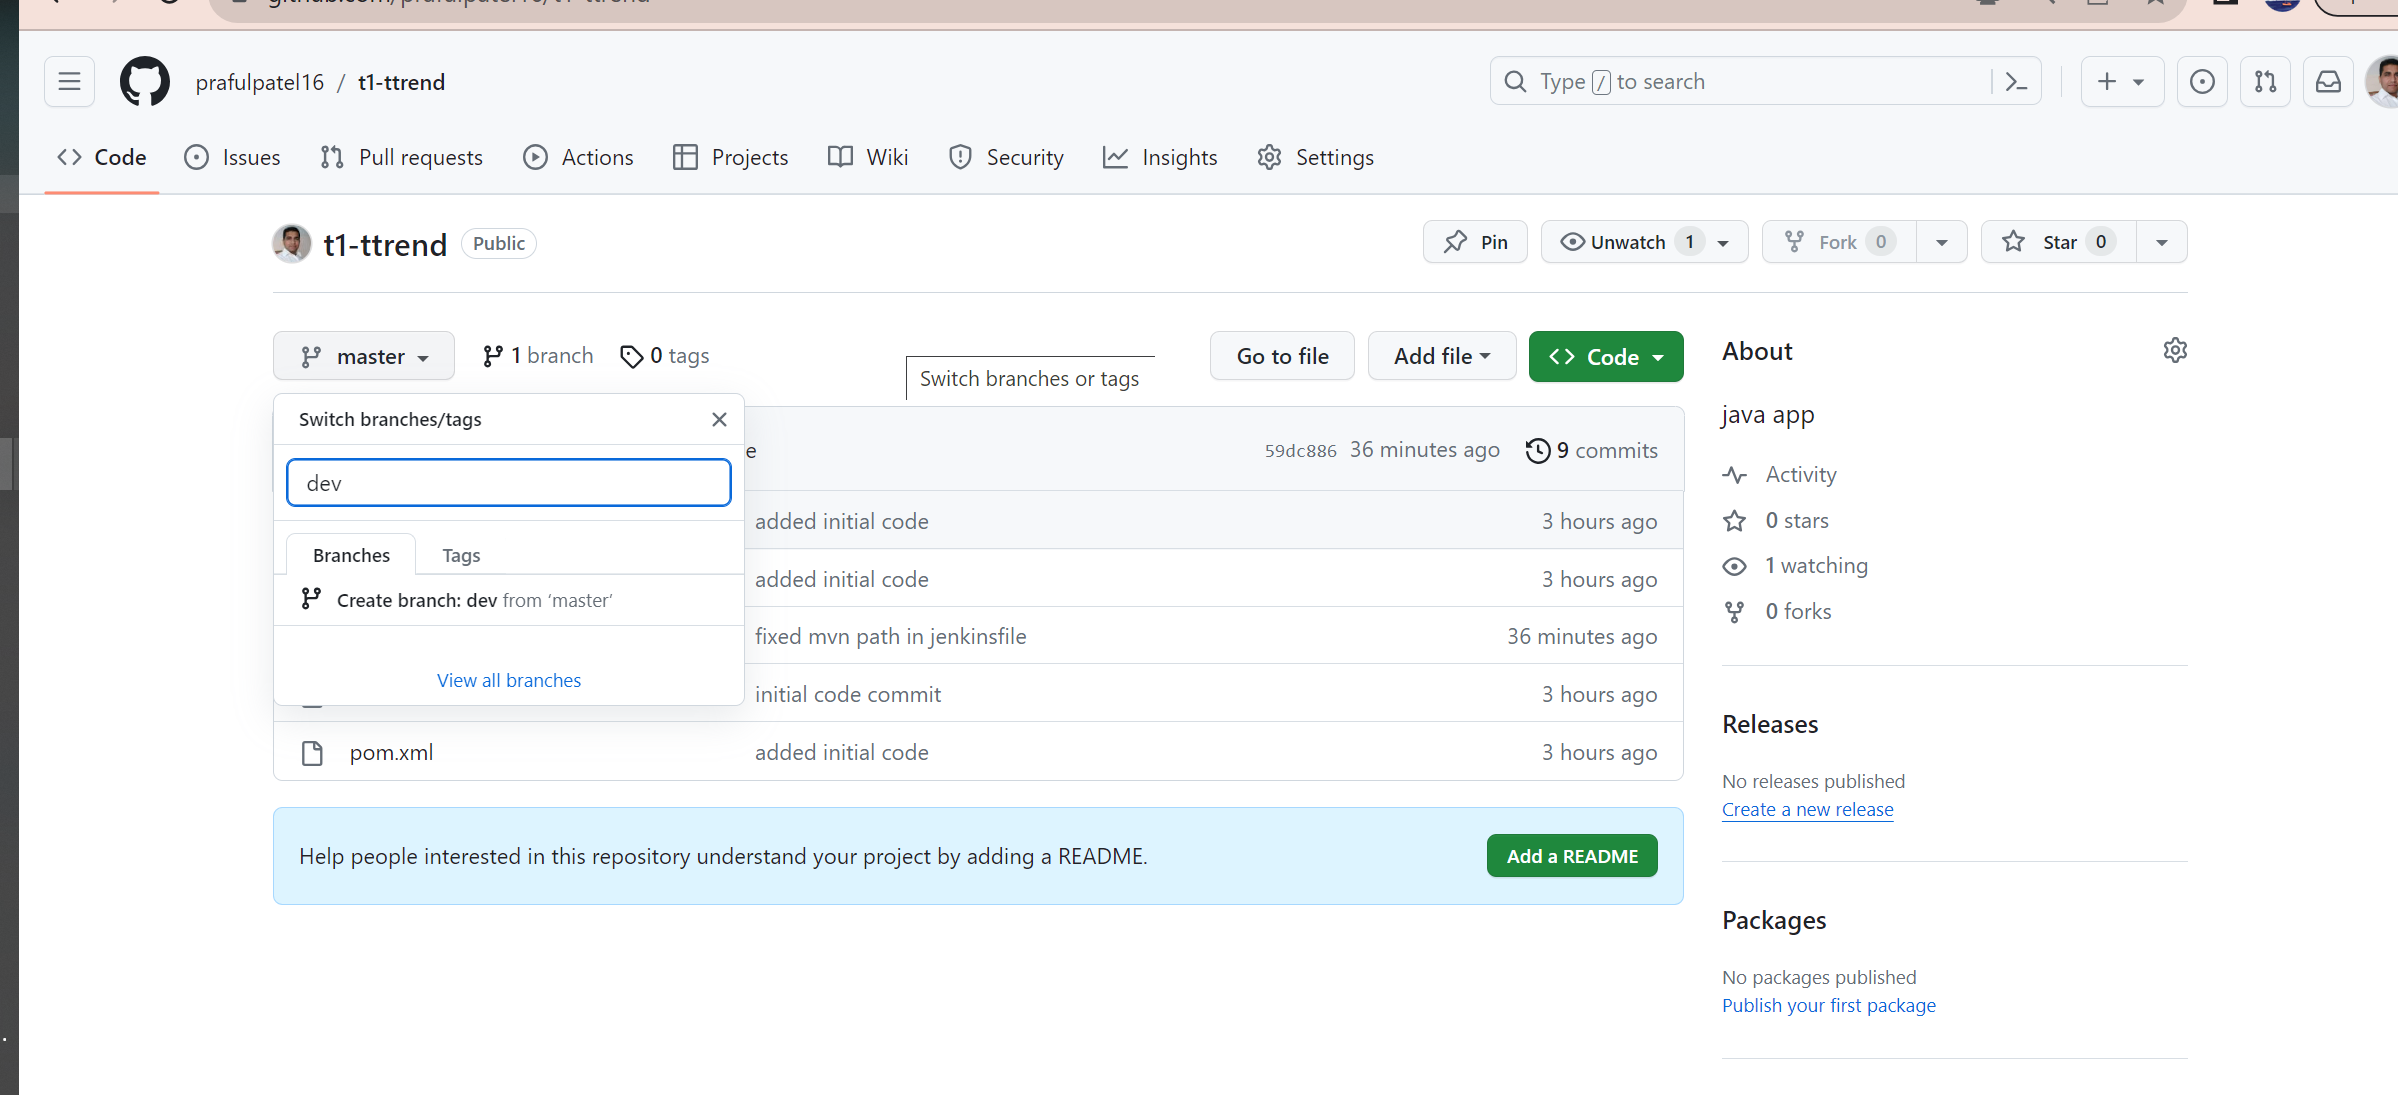 github.com/prafulpatel16/t1-ttrend
prafulpatel16 / t1-ttrend
Type / to search
Code Issues Pull requests Actions Projects Wiki Security Insights Settings
t1-ttrend Public
Pin Unwatch 1 Fork 0 Star 0
master 1 branch 0 tags
Switch branches or tags
Go to file Add file Code
Switch branches/tags
dev
Branches Tags
Create branch: dev from ‘master’
View all branches
e 59dc886 36 minutes ago 9 commits
added initial code 3 hours ago
added initial code 3 hours ago
fixed mvn path in jenkinsfile 36 minutes ago
initial code commit 3 hours ago
pom.xml added initial code 3 hours ago
Help people interested in this repository understand your project by adding a README.
Add a README
About
java app
Activity
0 stars
1 watching
0 forks
Releases
No releases published
Create a new release
Packages
No packages published
Publish your first package